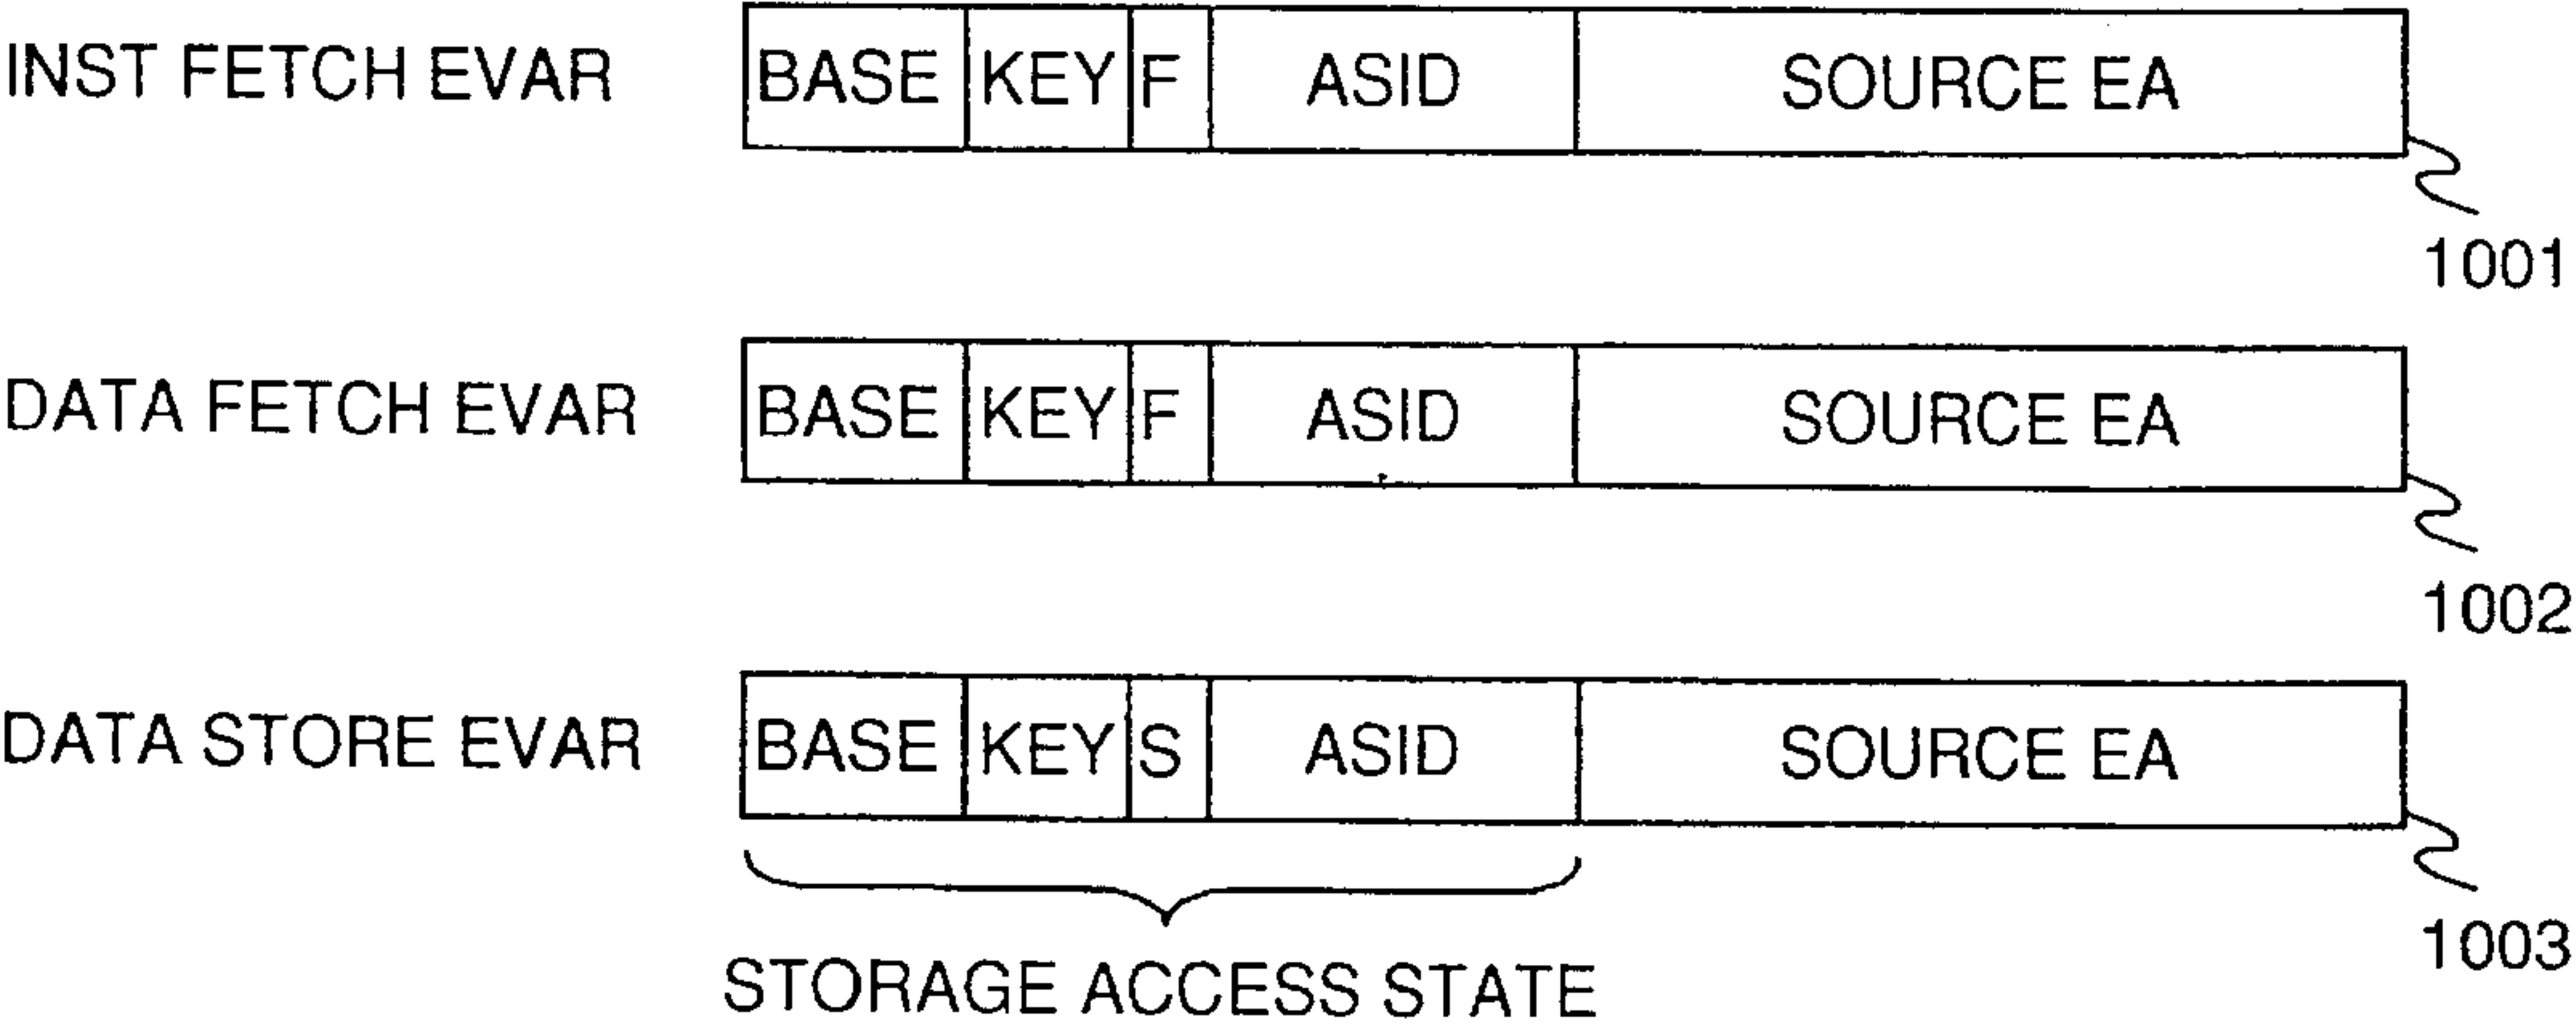 INST FETCH EVAR BASE KEY F ASID SOURCE EA
1001
DATA FETCH EVAR BASE KEY F ASID SOURCE EA
1002
DATA STORE EVAR BASE KEY S ASID SOURCE EA
1003
STORAGE ACCESS STATE